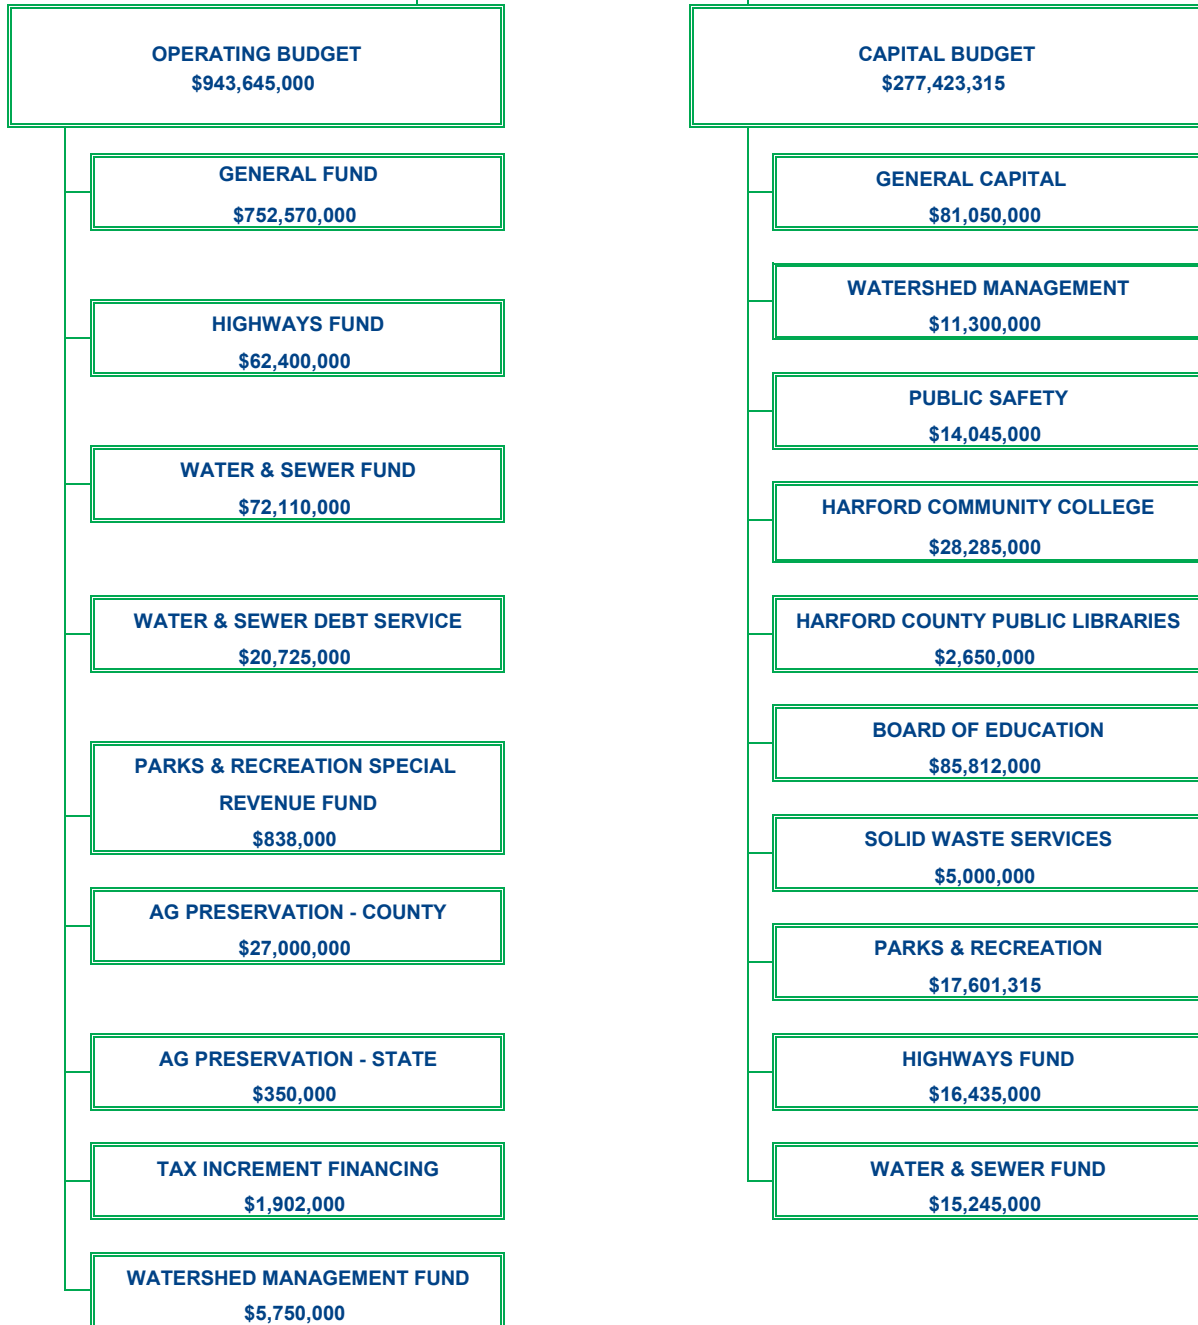 OPERATING BUDGET
$943,645,000
GENERAL FUND
$752,570,000
HIGHWAYS FUND
$62,400,000
WATER & SEWER FUND
$72,110,000
WATER & SEWER DEBT SERVICE
$20,725,000
PARKS & RECREATION SPECIAL
REVENUE FUND
$838,000
AG PRESERVATION - COUNTY
$27,000,000
AG PRESERVATION - STATE
$350,000
TAX INCREMENT FINANCING
$1,902,000
WATERSHED MANAGEMENT FUND
$5,750,000
CAPITAL BUDGET
$277,423,315
GENERAL CAPITAL
$81,050,000
WATERSHED MANAGEMENT
$11,300,000
PUBLIC SAFETY
$14,045,000
HARFORD COMMUNITY COLLEGE
$28,285,000
HARFORD COUNTY PUBLIC LIBRARIES
$2,650,000
BOARD OF EDUCATION
$85,812,000
SOLID WASTE SERVICES
$5,000,000
PARKS & RECREATION
$17,601,315
HIGHWAYS FUND
$16,435,000
WATER & SEWER FUND
$15,245,000